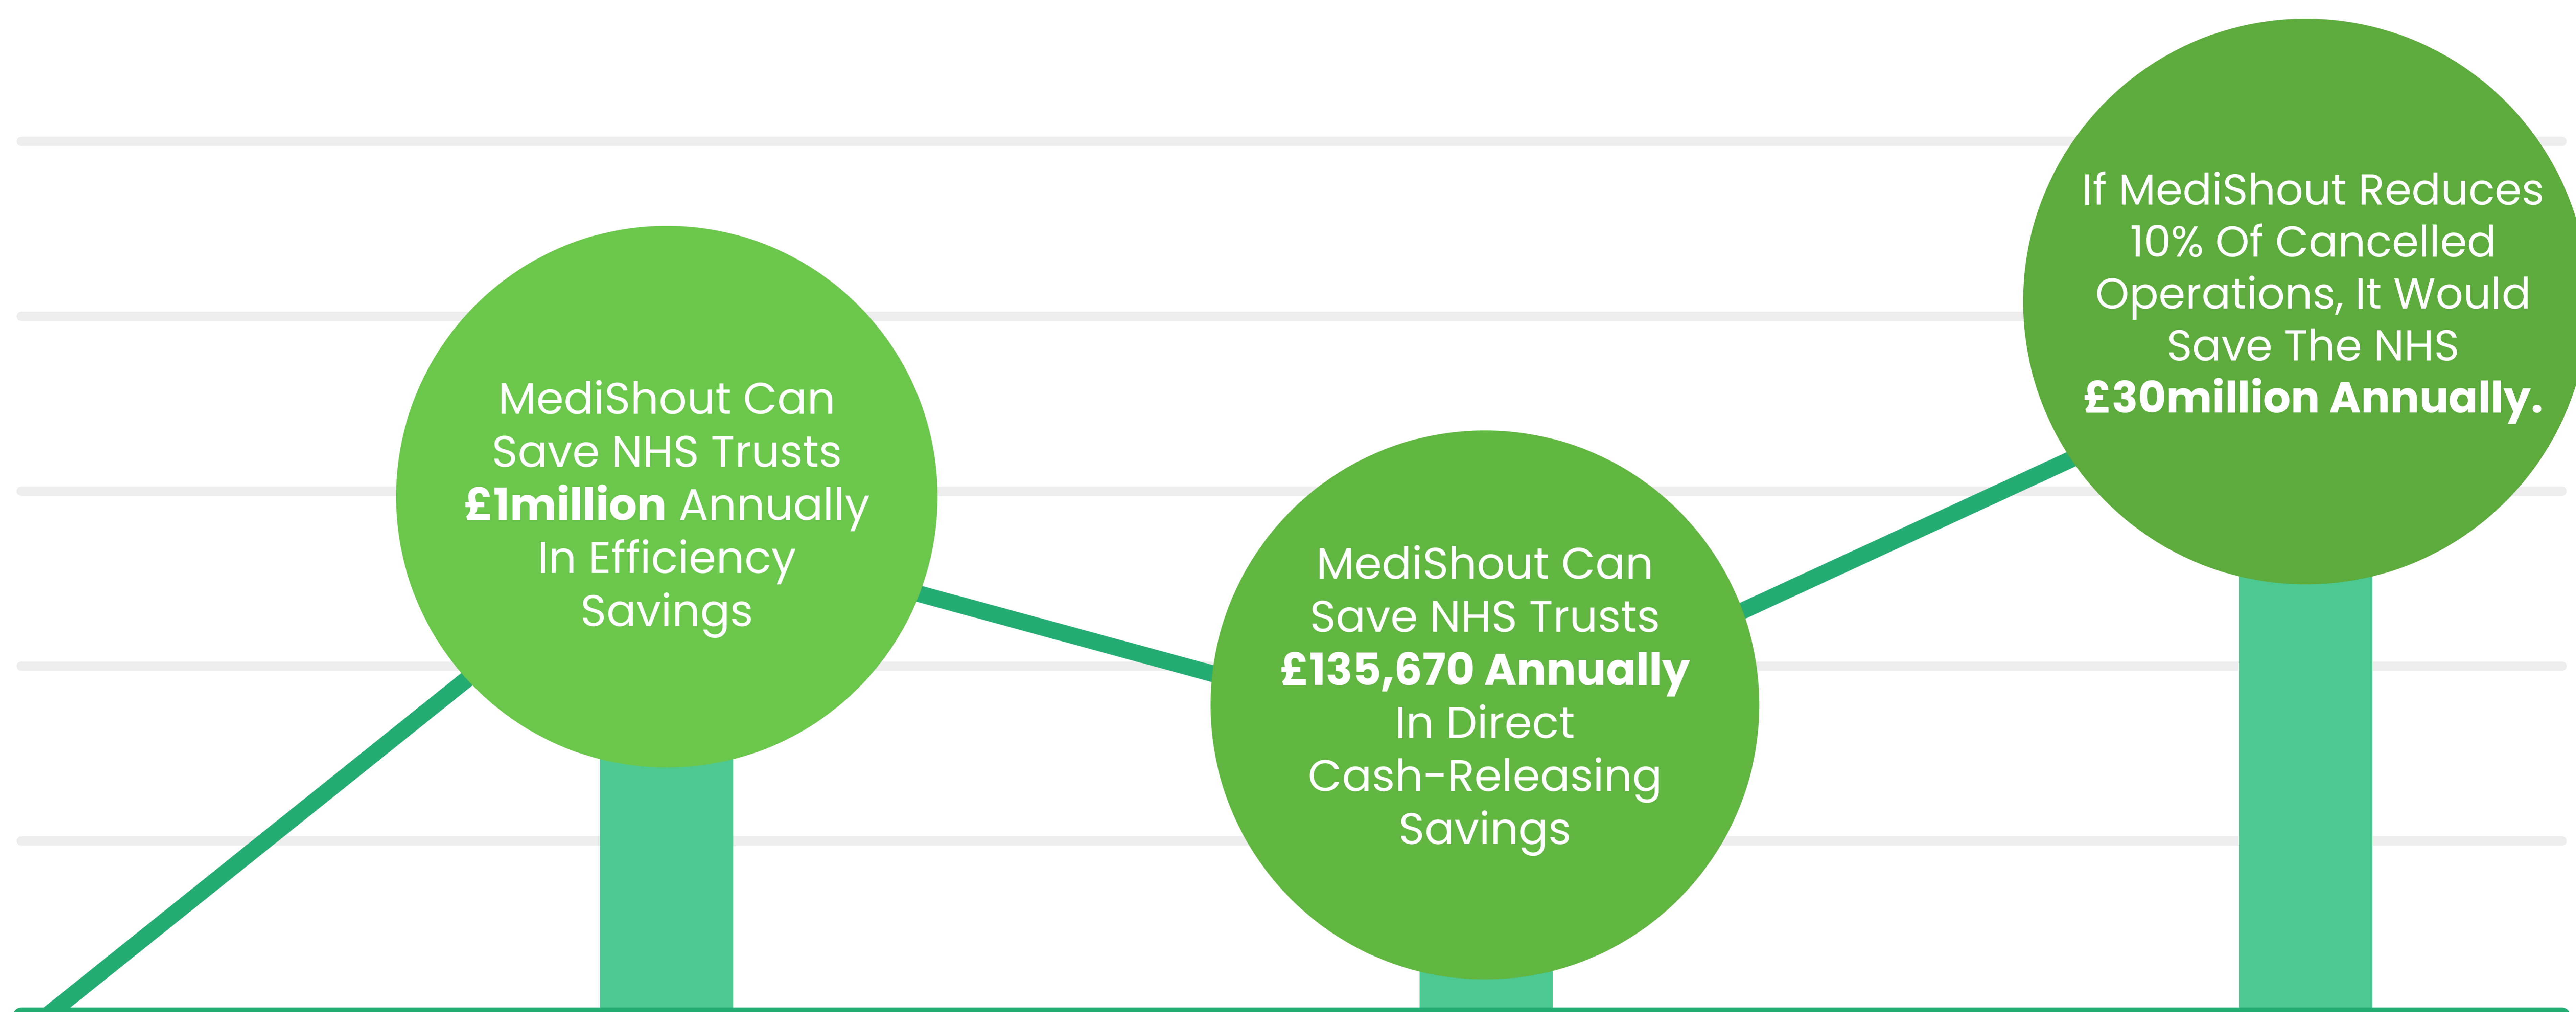 MediShout Can
Save NHS Trusts
£1million Annually
In Efficiency
Savings
MediShout Can
Save NHS Trusts
£135,670 Annually
In Direct
Cash-Releasing
Savings
If MediShout Reduces
10% Of Cancelled
Operations, It Would
Save The NHS
£30million Annually.